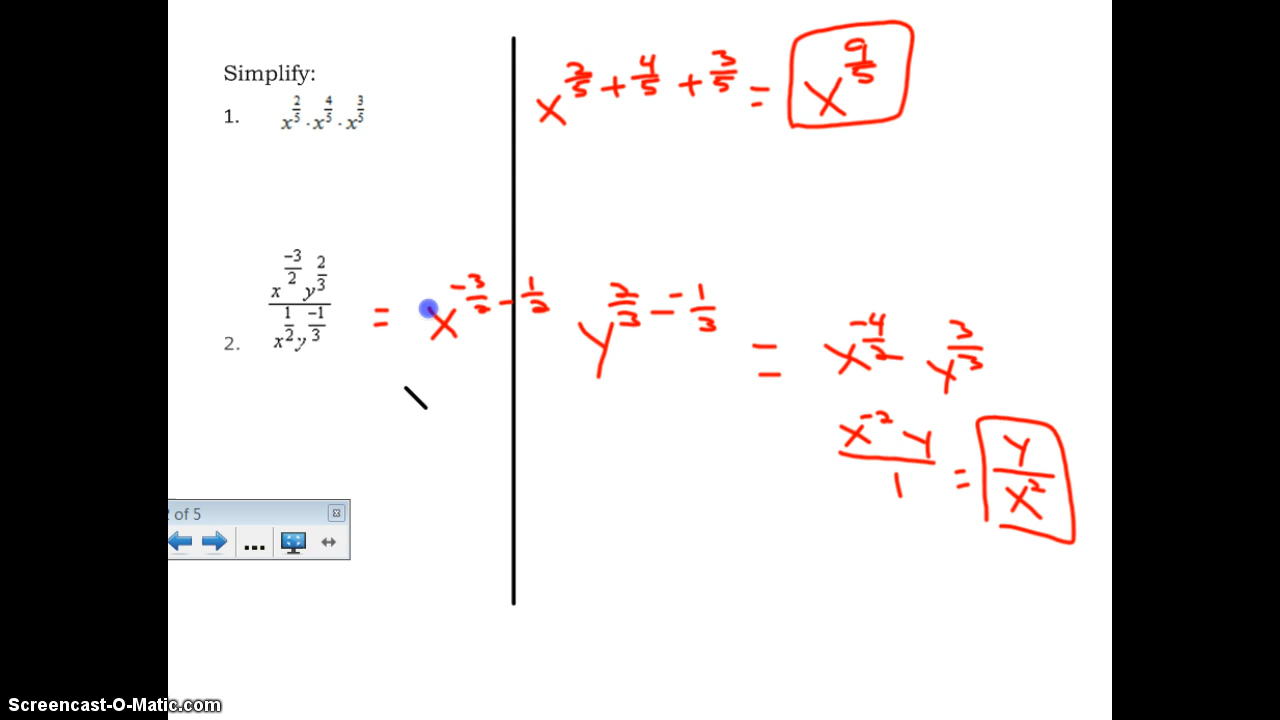 Simplify:
1. x^(2/5) · x^(4/5) · x^(3/5)
x^(2/5 + 4/5 + 3/5) = x^(9/5)
2. (x^(-3/2) y^(2/3)) / (x^(1/2) y^(-1/3)) = x^(-3/2 - 1/2) y^(2/3 - -1/3) = x^(-4/2) y^(3/3)
(x^(-2) y) / 1 = y / x^2
of 5
...
Screencast-O-Matic.com